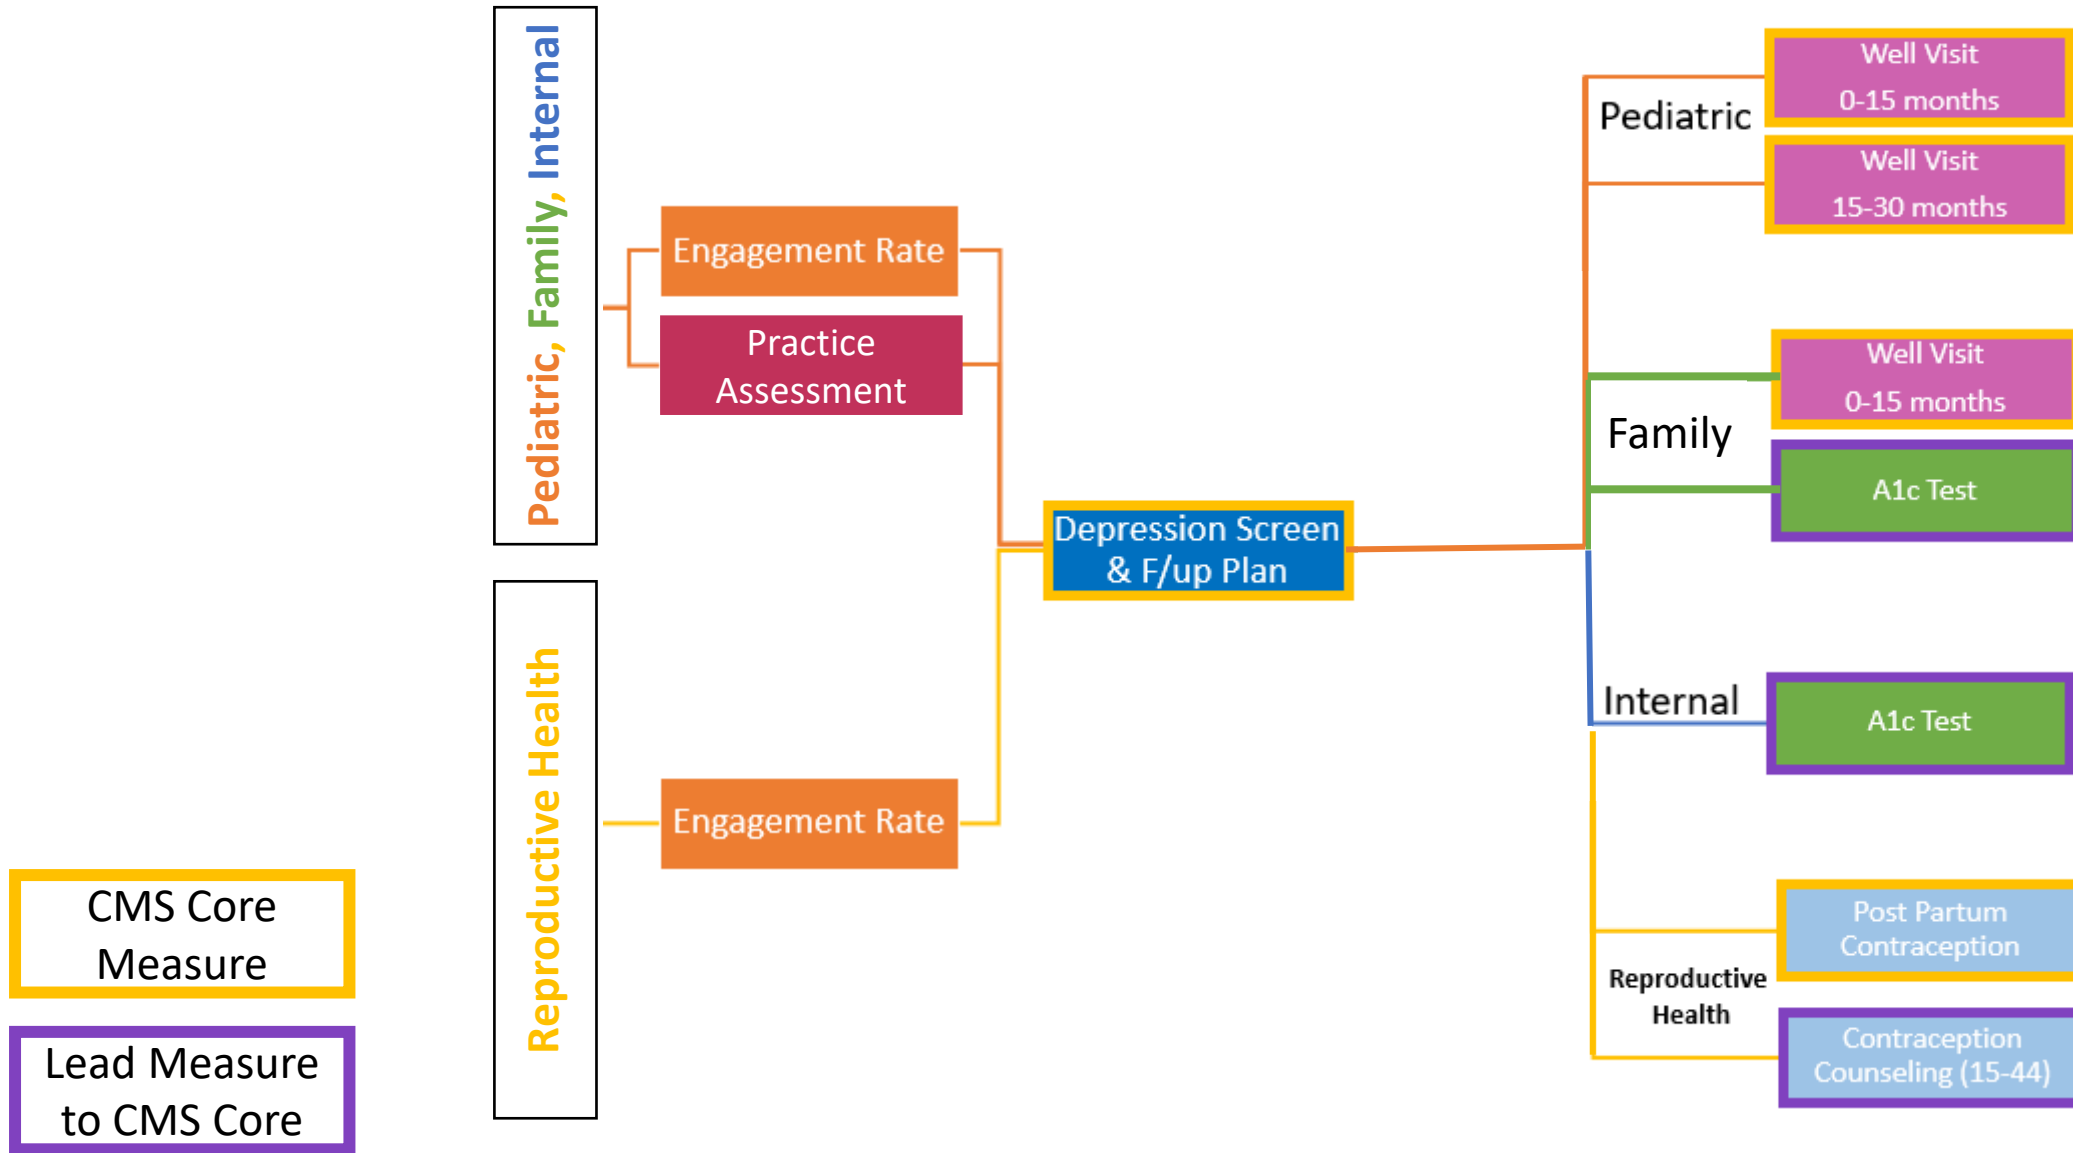 Pediatric, Family, Internal
Engagement Rate
Practice
Assessment
Reproductive Health
Engagement Rate
CMS Core
Measure
Lead Measure
to CMS Core
Depression Screen
& F/up Plan
Pediatric
Well Visit
0-15 months
Well Visit
15-30 months
Family
Well Visit
0-15 months
A1c Test
Internal
A1c Test
Reproductive
Health
Post Partum
Contraception
Contraception
Counseling (15-44)